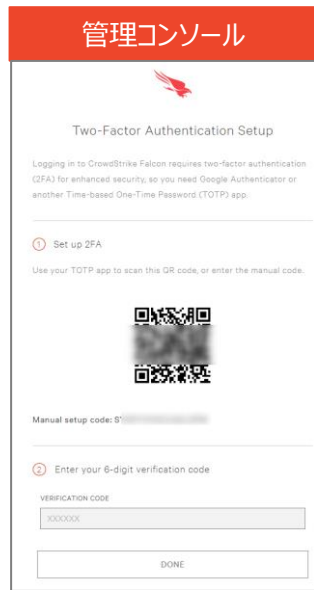 管理コンソール
Two-Factor Authentication Setup
Logging in to CrowdStrike Falcon requires two-factor authentication
(2FA) for enhanced security, so you need Google Authenticator or
another Time-based One-Time Password (TOTP) app.
1 Set up 2FA
Use your TOTP app to scan this QR code, or enter the manual code.
Manual setup code: S
2 Enter your 6-digit verification code
VERIFICATION CODE
XXXXXX
DONE